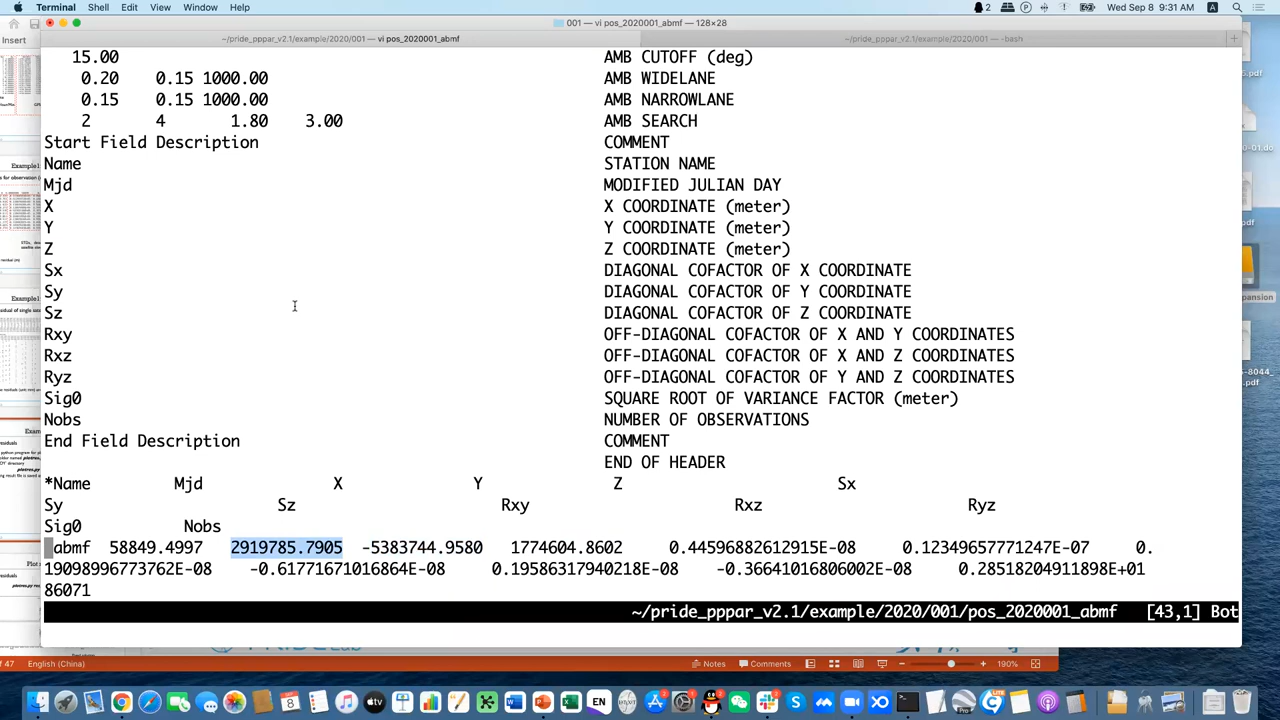 Terminal Shell Edit View Window Help 2 Wed Sep 8 9:31 AM
001 — vi pos_2020001_abmf — 128×28
~/pride_pppar_v2.1/example/2020/001 — vi pos_2020001_abmf ~/pride_pppar_v2.1/example/2020/001 — -bash
Insert
15.00 AMB CUTOFF (deg)
0.20 0.15 1000.00 AMB WIDELANE
0.15 0.15 1000.00 AMB NARROWLANE
2 4 1.80 3.00 AMB SEARCH
Start Field Description COMMENT
Name STATION NAME
Mjd MODIFIED JULIAN DAY
X X COORDINATE (meter)
Y Y COORDINATE (meter)
Z Z COORDINATE (meter)
Sx DIAGONAL COFACTOR OF X COORDINATE
Sy DIAGONAL COFACTOR OF Y COORDINATE
Sz DIAGONAL COFACTOR OF Z COORDINATE
Rxy OFF-DIAGONAL COFACTOR OF X AND Y COORDINATES
Rxz OFF-DIAGONAL COFACTOR OF X AND Z COORDINATES
Ryz OFF-DIAGONAL COFACTOR OF Y AND Z COORDINATES
Sig0 SQUARE ROOT OF VARIANCE FACTOR (meter)
Nobs NUMBER OF OBSERVATIONS
End Field Description COMMENT
END OF HEADER
*Name Mjd X Y Z Sx
Sy Sz Rxy Rxz Ryz
Sig0 Nobs
abmf 58849.4997 2919785.7905 -5383744.9580 1774604.8602 0.44596882612915E-08 0.12349657771247E-07 0.
19098996773762E-08 -0.61771671016864E-08 0.19586317940218E-08 -0.36641016806002E-08 0.28518204911898E+01
86071
~/pride_pppar_v2.1/example/2020/001/pos_2020001_abmf [43,1] Bot
of 47 English (China) Notes Comments 190%